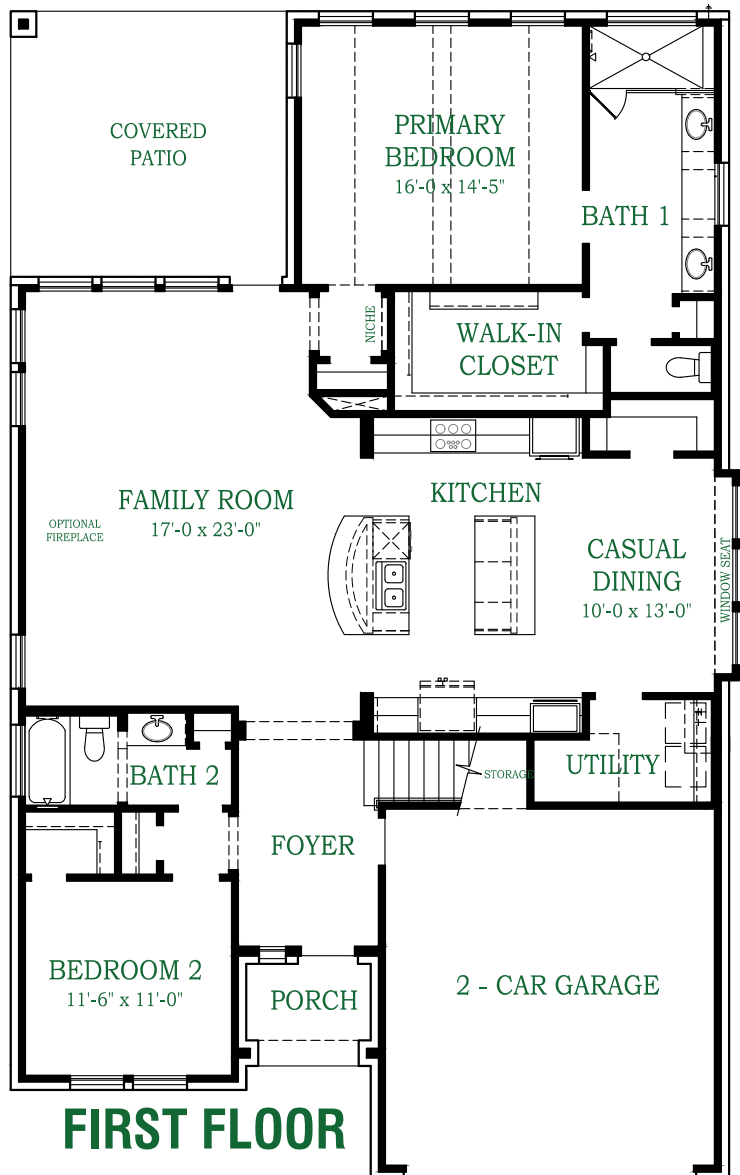 COVERED
PATIO
PRIMARY
BEDROOM
16'-0 x 14'-5"
BATH 1
NICHE
WALK-IN
CLOSET
FAMILY ROOM
17'-0 x 23'-0"
OPTIONAL
FIREPLACE
KITCHEN
CASUAL
DINING
10'-0 x 13'-0"
WINDOW SEAT
BATH 2
STORAGE
UTILITY
FOYER
BEDROOM 2
11'-6" x 11'-0"
PORCH
2 - CAR GARAGE
FIRST FLOOR